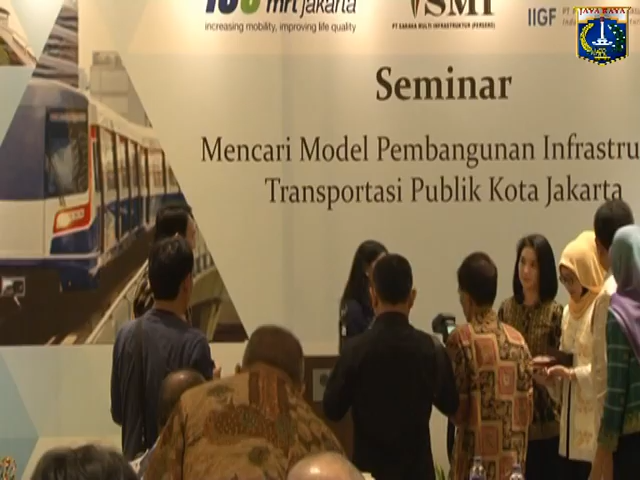 mrt jakarta
increasing mobility, improving life quality
SMI
PT SARANA MULTI INFRASTRUKTUR (PERSERO)
IIGF
JAYA RAYA
Seminar
Mencari Model Pembangunan Infrastru
Transportasi Publik Kota Jakarta